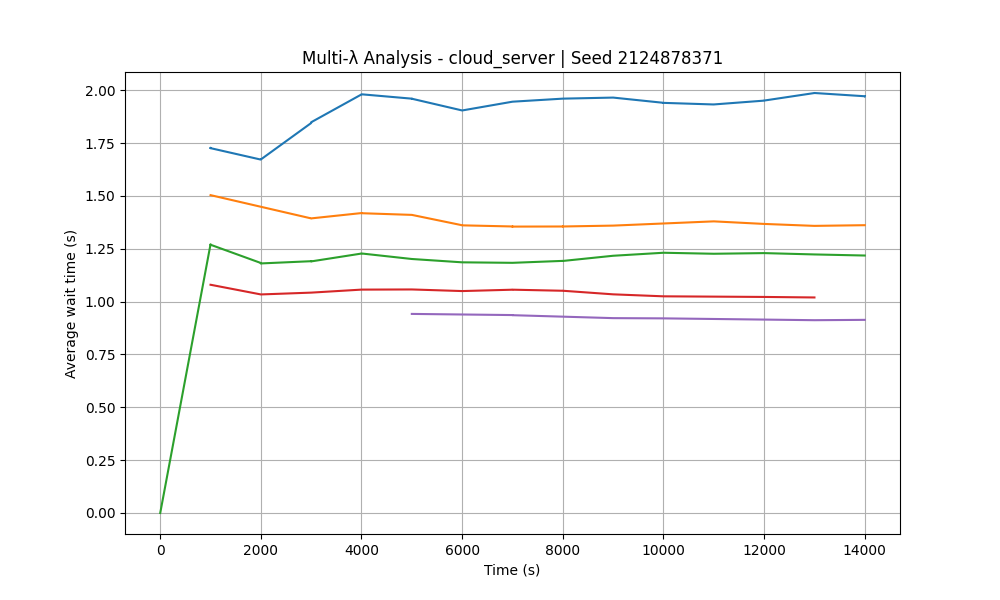 Multi-λ Analysis - cloud_server | Seed 2124878371
Average wait time (s)
2.00
1.75
1.50
1.25
1.00
0.75
0.50
0.25
0.00
0 2000 4000 6000 8000 10000 12000 14000
Time (s)